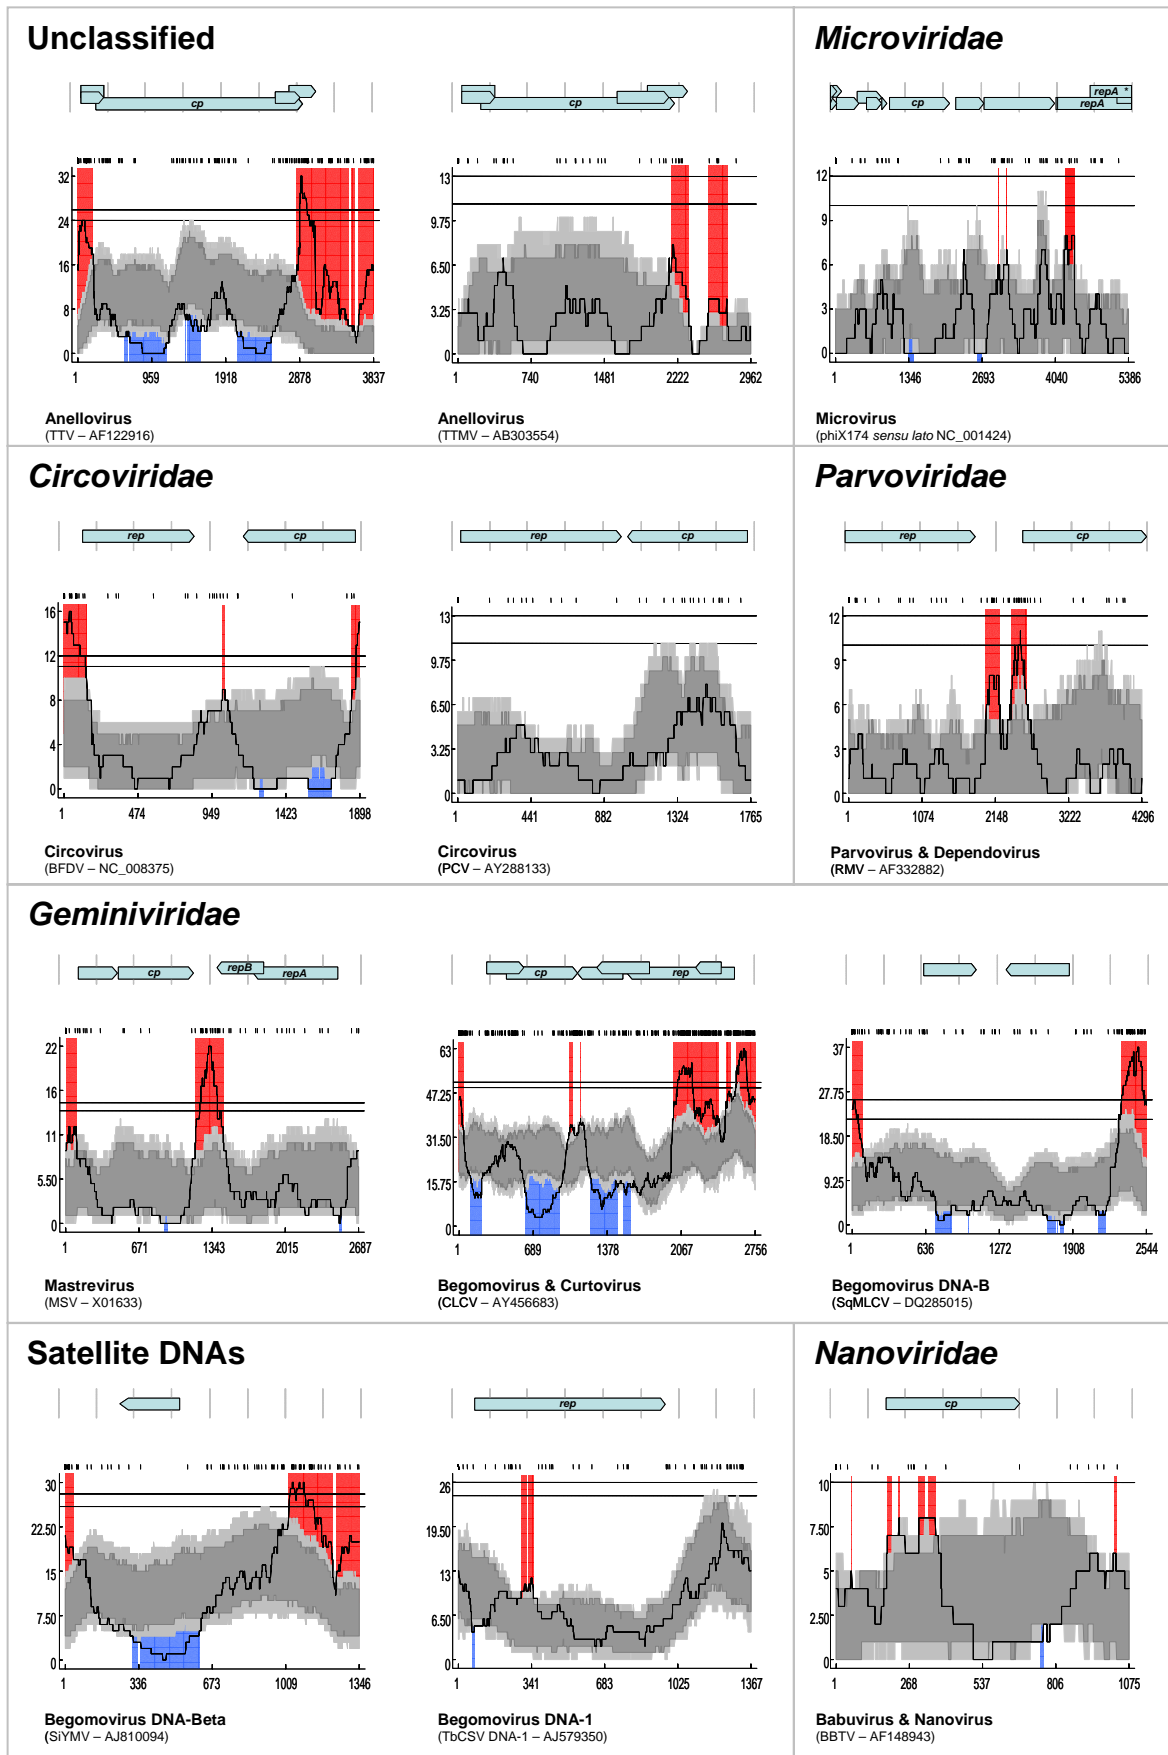 Unclassified
Microviridae
cp
cp
cp
repA *
repA
32
24
16
8
0
1 959 1918 2878 3837
13
9.75
6.50
3.25
0
1 740 1481 2222 2962
12
9
6
3
0
1 1346 2693 4040 5386
Anellovirus
(TTV – AF122916)
Anellovirus
(TTMV – AB303554)
Microvirus
(phiX174 sensu lato NC_001424)
Circoviridae
Parvoviridae
rep cp
rep cp
rep cp
16
12
8
4
0
1 474 949 1423 1898
13
9.75
6.50
3.25
0
1 441 882 1324 1765
12
9
6
3
0
1 1074 2148 3222 4296
Circovirus
(BFDV – NC_008375)
Circovirus
(PCV – AY288133)
Parvovirus & Dependovirus
(RMV – AF332882)
Geminiviridae
cp repB repA
cp rep
22
16
11
5.50
0
1 671 1343 2015 2687
63
47.25
31.50
15.75
0
1 689 1378 2067 2756
37
27.75
18.50
9.25
0
1 636 1272 1908 2544
Mastrevirus
(MSV – X01633)
Begomovirus & Curtovirus
(CLCV – AY456683)
Begomovirus DNA-B
(SqMLCV – DQ285015)
Satellite DNAs
Nanoviridae
rep
cp
30
22.50
15
7.50
0
1 336 673 1009 1346
26
19.50
13
6.50
0
1 341 683 1025 1367
10
7.50
5
2.50
0
1 268 537 806 1075
Begomovirus DNA-Beta
(SiYMV – AJ810094)
Begomovirus DNA-1
(TbCSV DNA-1 – AJ579350)
Babuvirus & Nanovirus
(BBTV – AF148943)